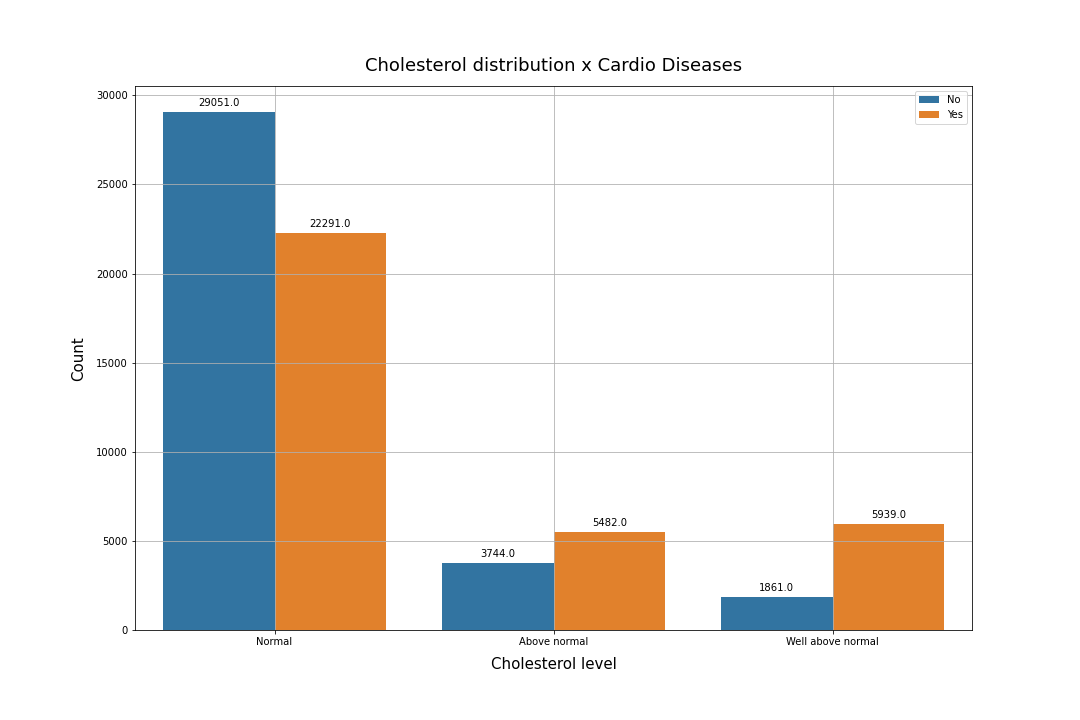 Cholesterol distribution x Cardio Diseases
No
Yes
30000
25000
20000
15000
10000
5000
0
Count
29051.0
22291.0
3744.0
5482.0
1861.0
5939.0
Normal
Above normal
Well above normal
Cholesterol level